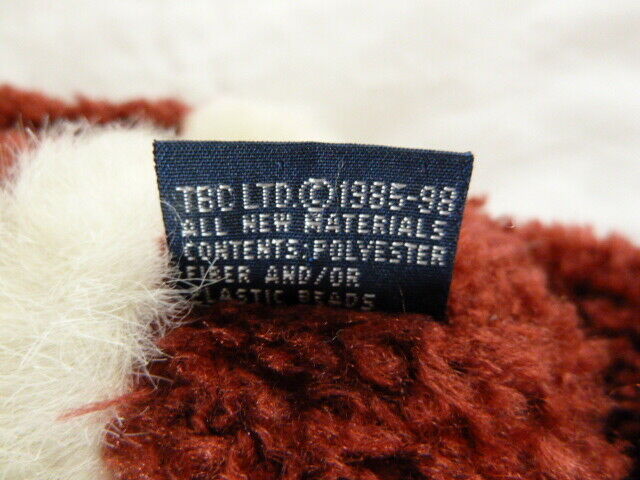 TBC LTD.©1985-98
ALL NEW MATERIALS
CONTENTS:POLYESTER
FIBER AND/OR
PLASTIC BEADS